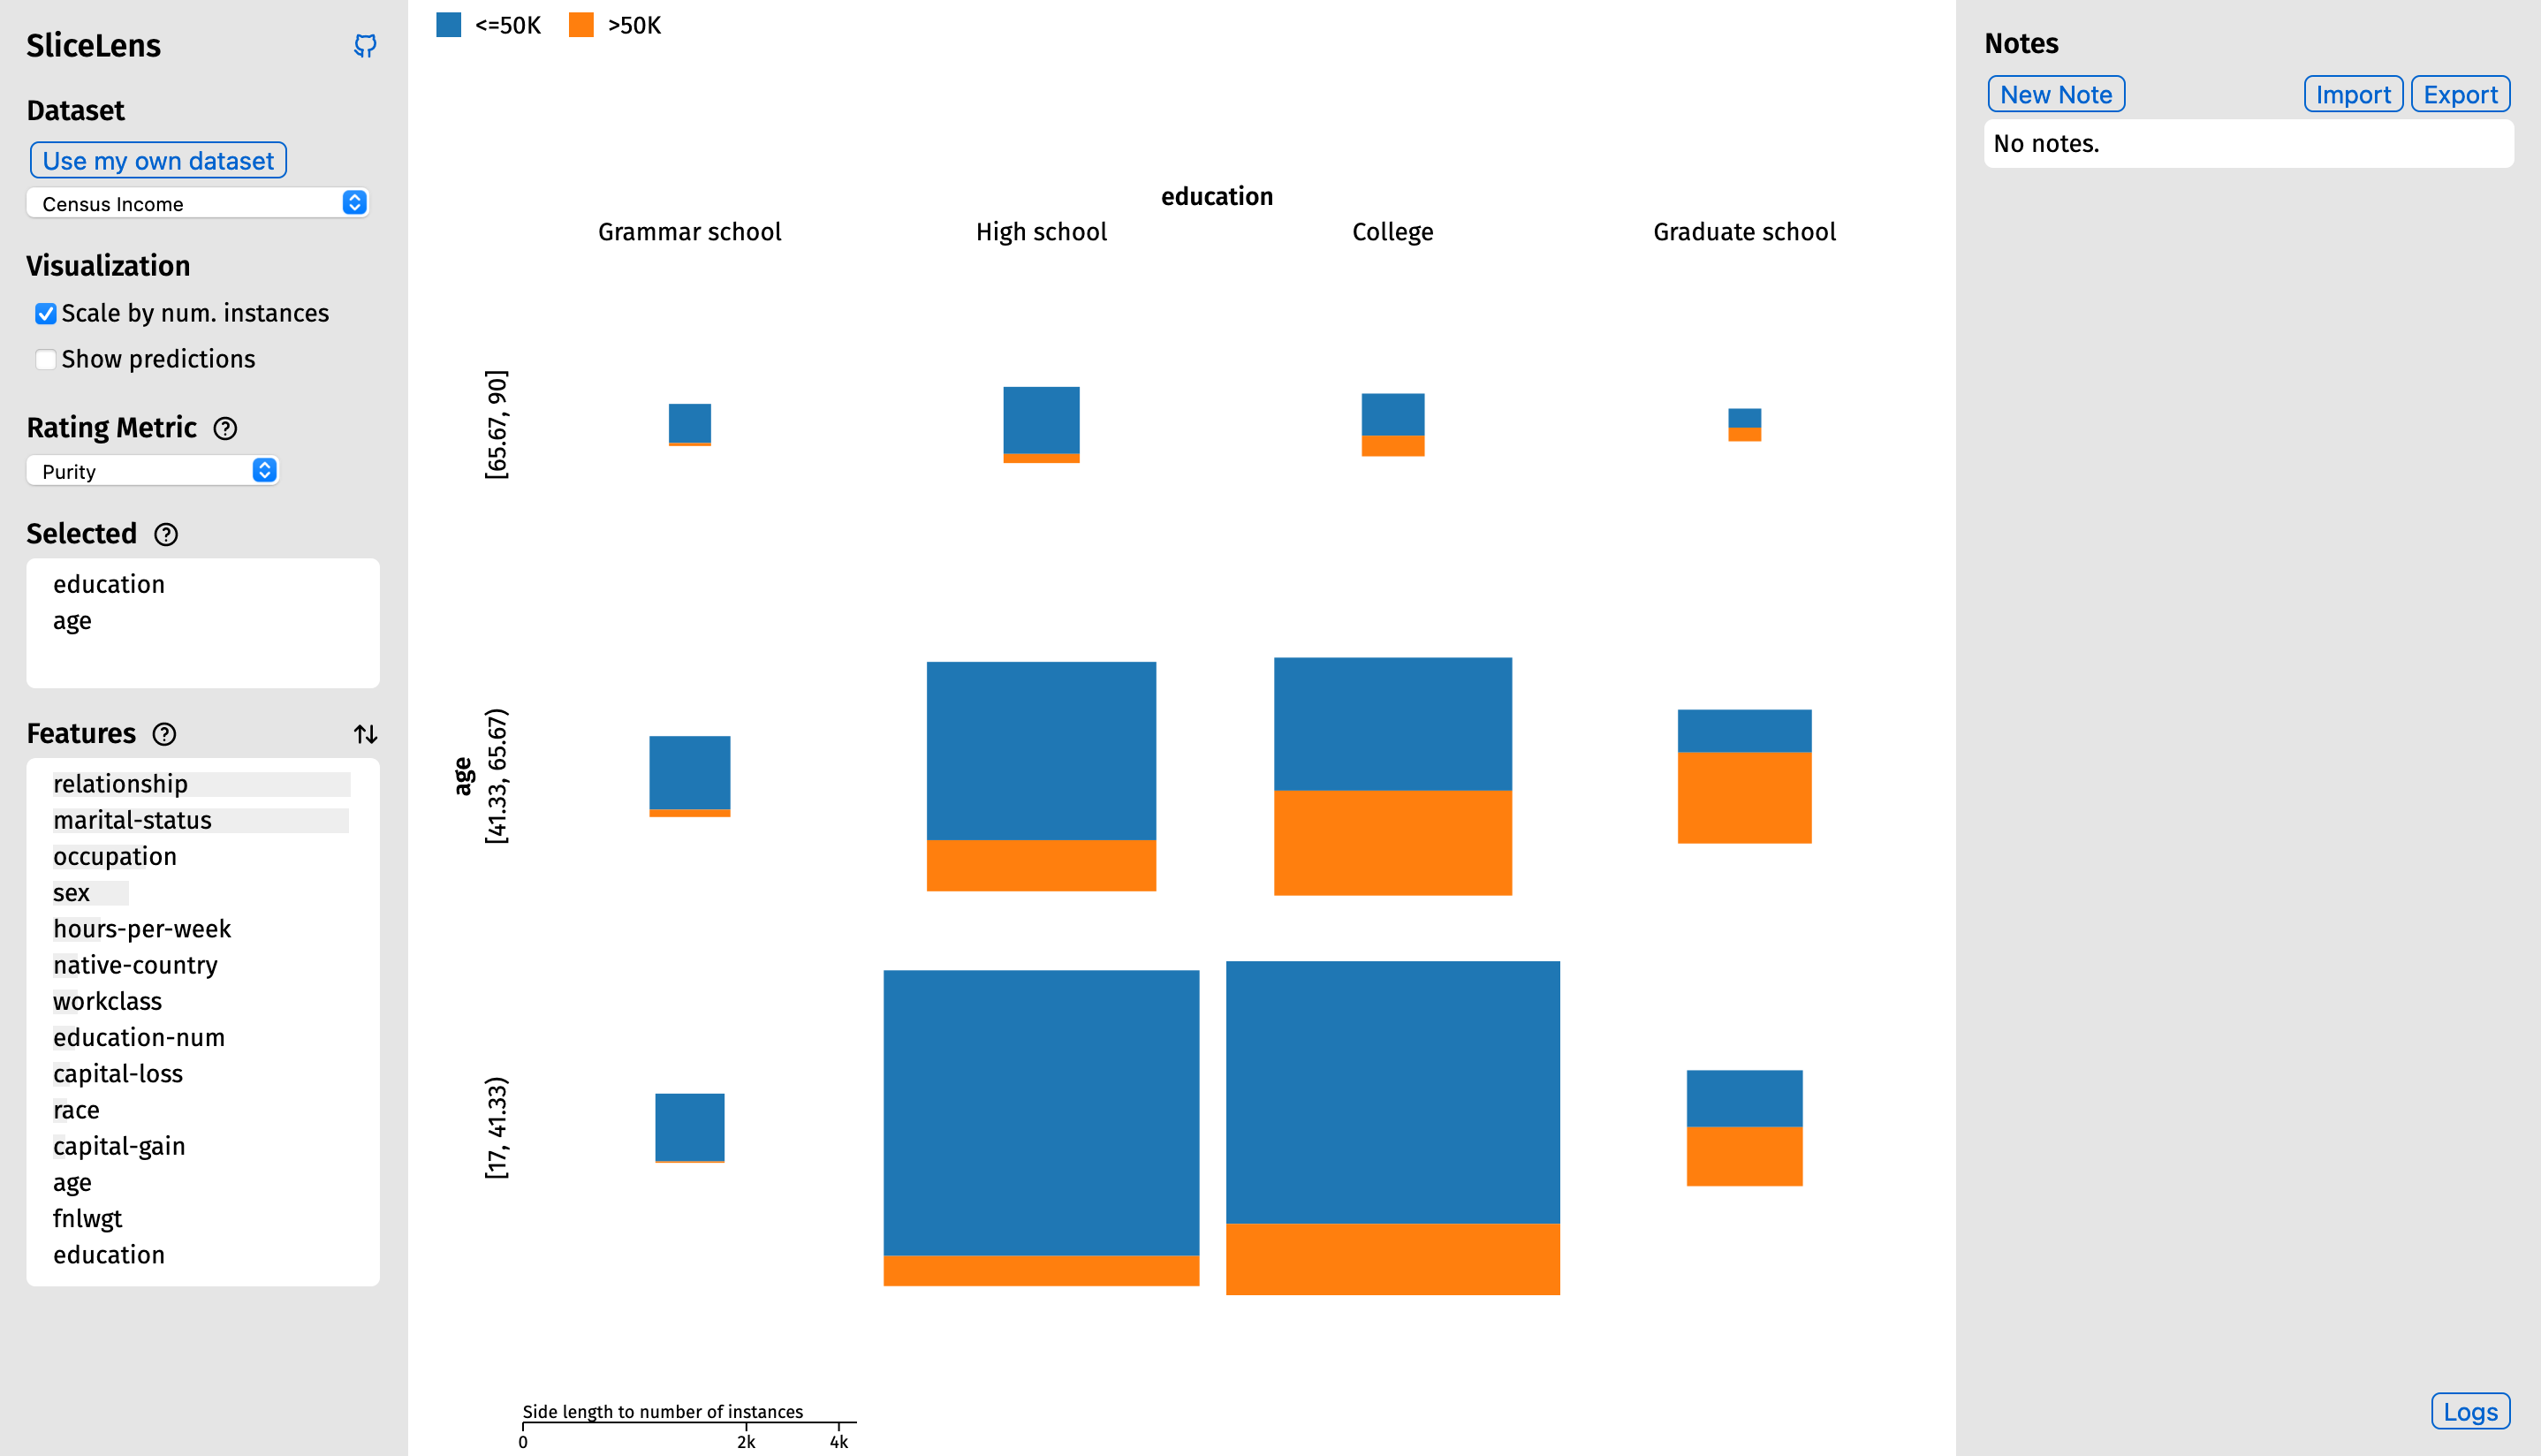 SliceLens
Dataset
Use my own dataset
Census Income
Visualization
Scale by num. instances
Show predictions
Rating Metric
Purity
Selected
education
age
Features
relationship
marital-status
occupation
sex
hours-per-week
native-country
workclass
education-num
capital-loss
race
capital-gain
age
fnlwgt
education
<=50K >50K
education
Grammar school High school College Graduate school
age
[65.67, 90]
[41.33, 65.67)
[17, 41.33)
Side length to number of instances
0 2k 4k
Notes
New Note Import Export
No notes.
Logs